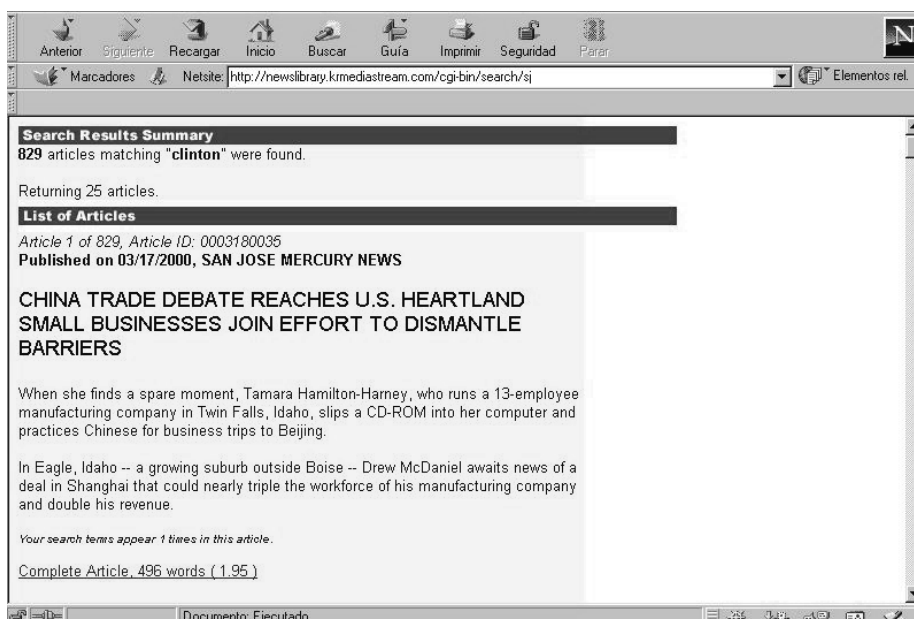 Anterior Siguiente Recargar Inicio Buscar Guía Imprimir Seguridad Parar
N
Marcadores Netsite: http://newslibrary.krmediastream.com/cgi-bin/search/sj Elementos rel.
Search Results Summary
829 articles matching "clinton" were found.
Returning 25 articles.
List of Articles
Article 1 of 829, Article ID: 0003180035
Published on 03/17/2000, SAN JOSE MERCURY NEWS
CHINA TRADE DEBATE REACHES U.S. HEARTLAND
SMALL BUSINESSES JOIN EFFORT TO DISMANTLE
BARRIERS
When she finds a spare moment, Tamara Hamilton-Harney, who runs a 13-employee
manufacturing company in Twin Falls, Idaho, slips a CD-ROM into her computer and
practices Chinese for business trips to Beijing.
In Eagle, Idaho -- a growing suburb outside Boise -- Drew McDaniel awaits news of a
deal in Shanghai that could nearly triple the workforce of his manufacturing company
and double his revenue.
Your search terms appear 1 times in this article.
Complete Article, 496 words ( 1.95 )
Documento: Ejecutado